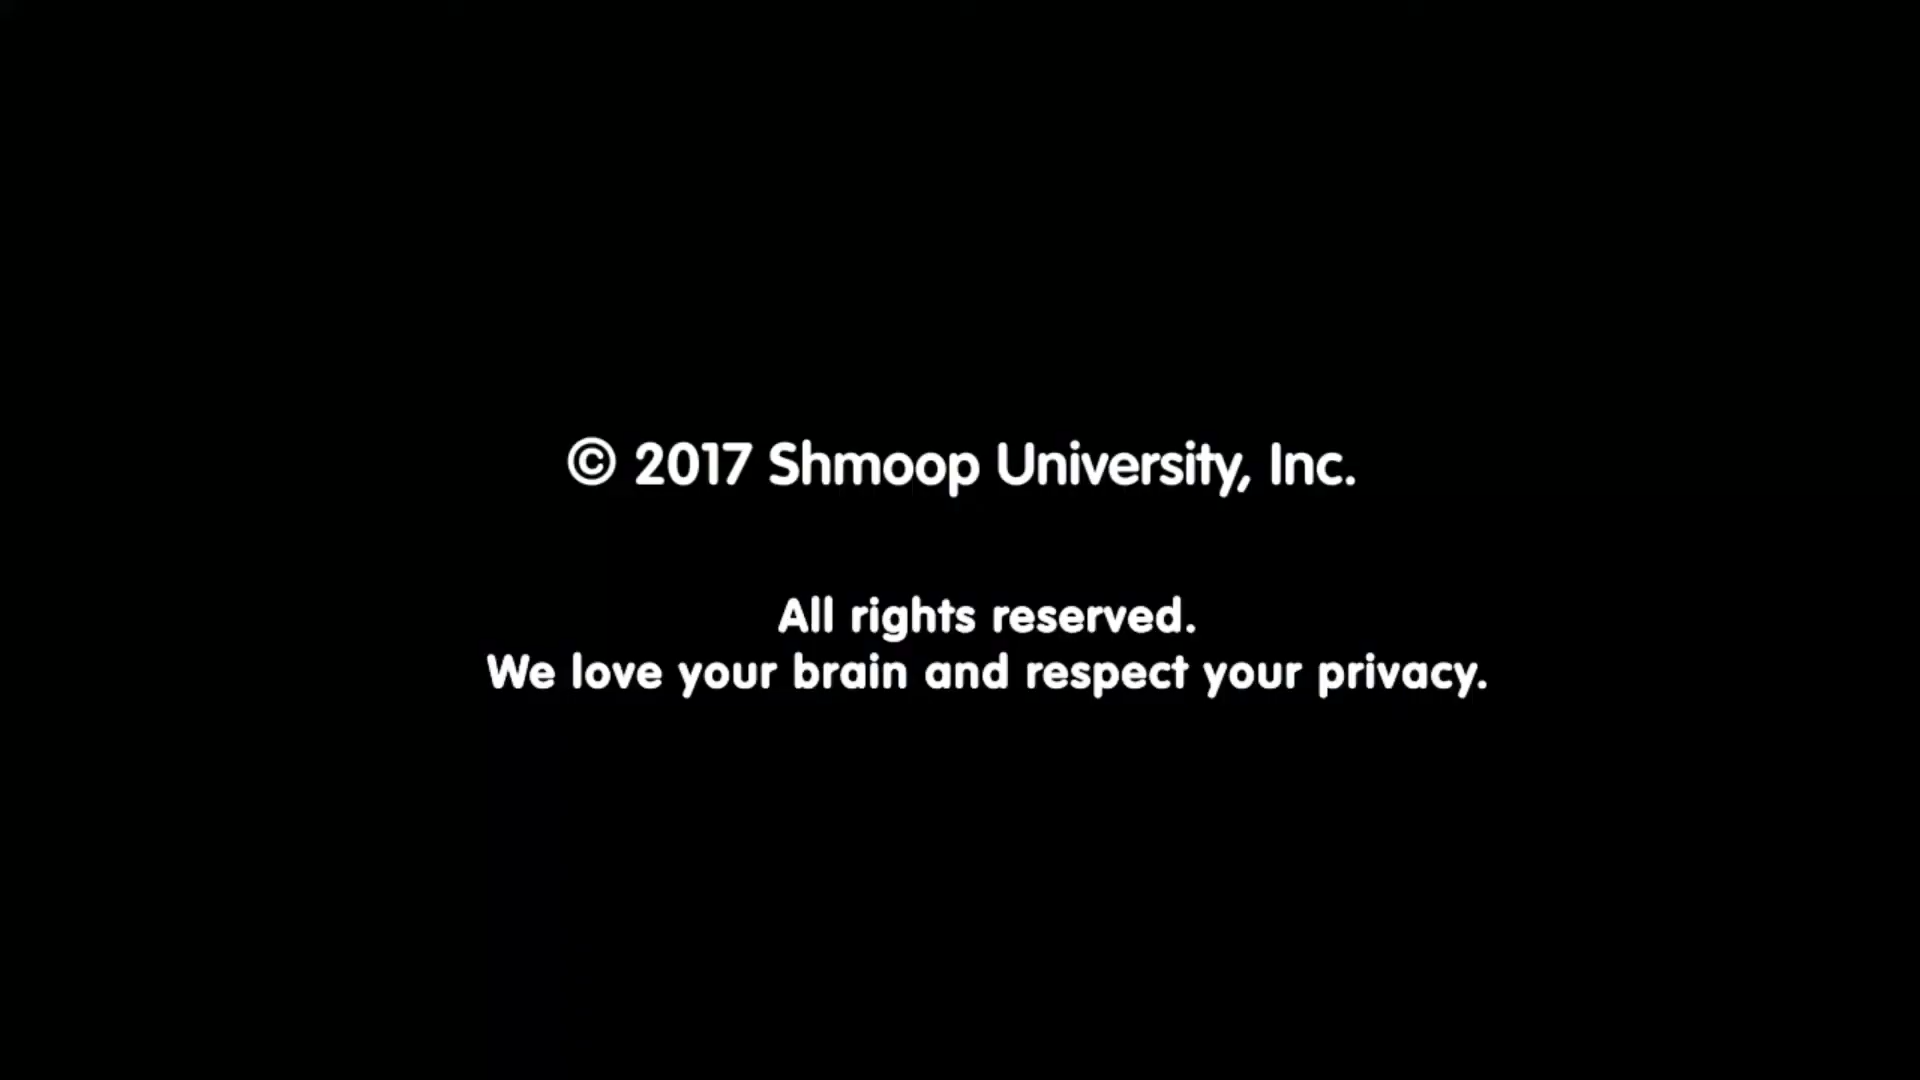 © 2017 Shmoop University, Inc.
All rights reserved.
We love your brain and respect your privacy.